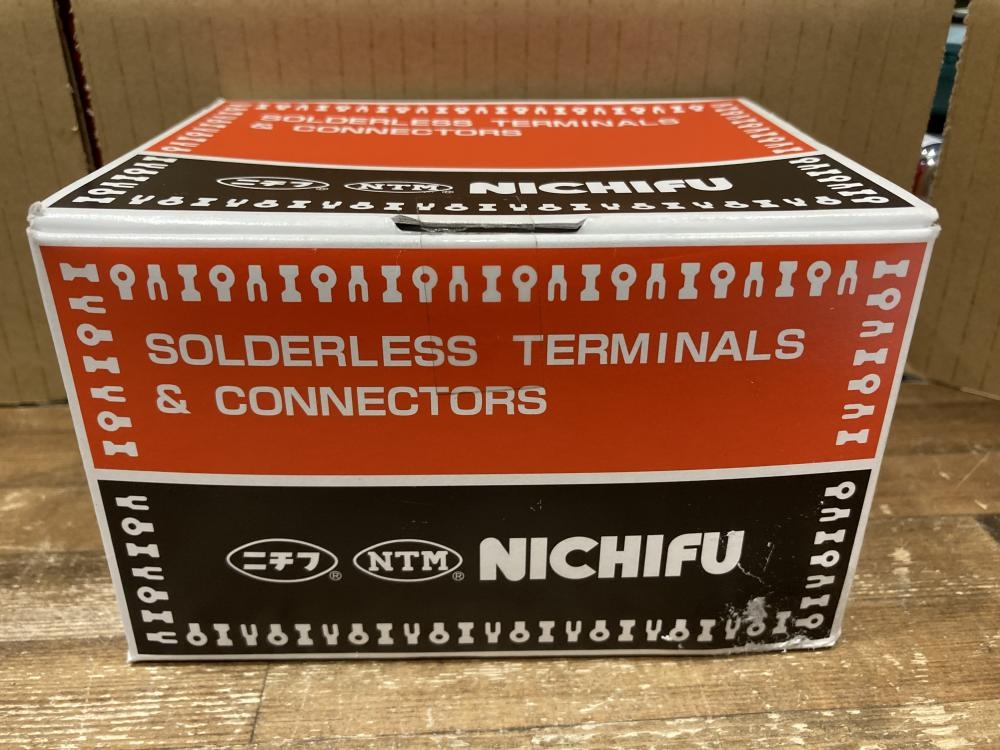 SOLDERLESS TERMINALS
& CONNECTORS
ニチフ® NTM® NICHIFU
SOLDERLESS TERMINALS
& CONNECTORS
ニチフ® NTM® NICHIFU